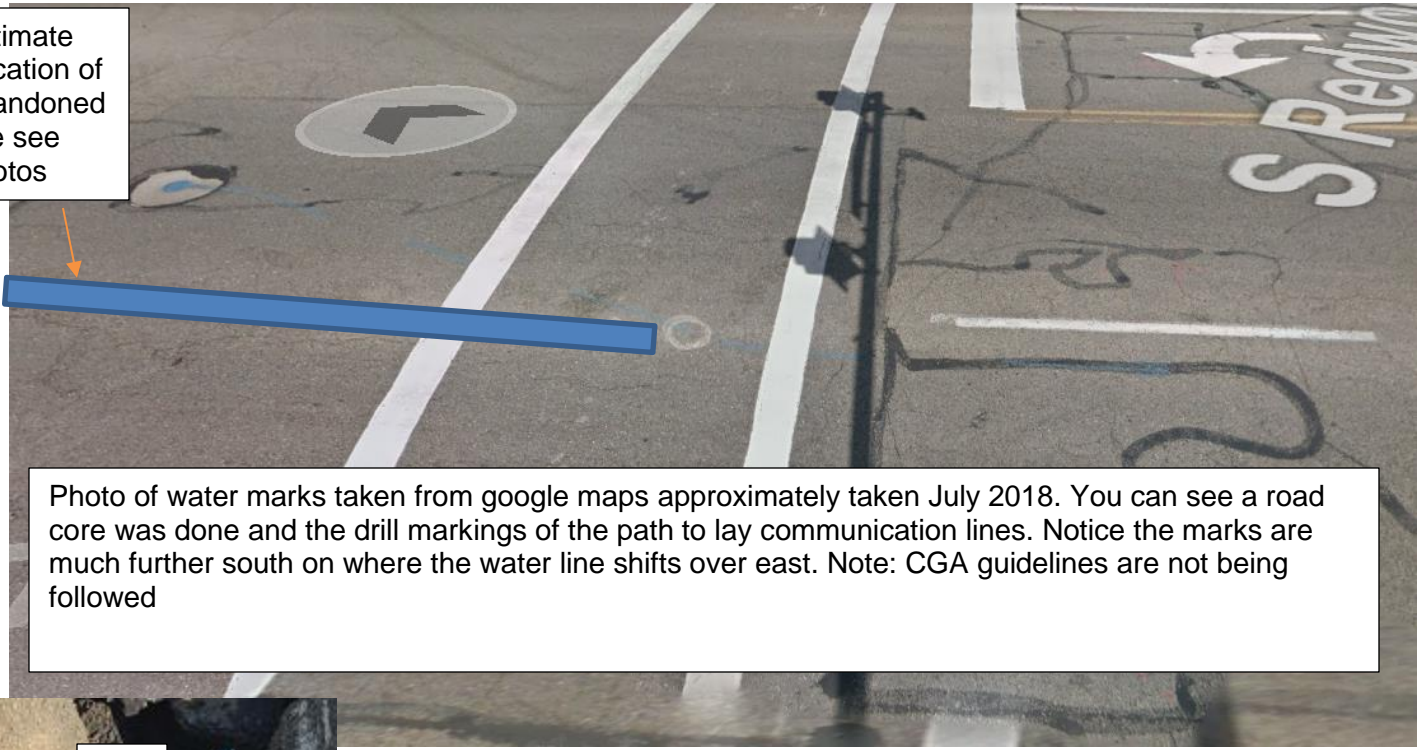 timate
cation of
andoned
e see
otos
S Redwo
Photo of water marks taken from google maps approximately taken July 2018. You can see a road
core was done and the drill markings of the path to lay communication lines. Notice the marks are
much further south on where the water line shifts over east. Note: CGA guidelines are not being
followed